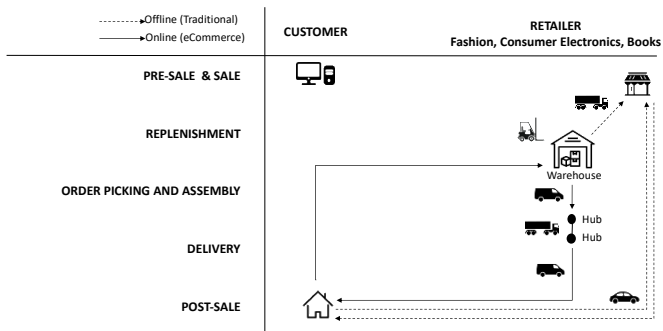 Offline (Traditional)
Online (eCommerce)
CUSTOMER
RETAILER
Fashion, Consumer Electronics, Books
PRE-SALE & SALE
REPLENISHMENT
Warehouse
ORDER PICKING AND ASSEMBLY
Hub
Hub
DELIVERY
POST-SALE